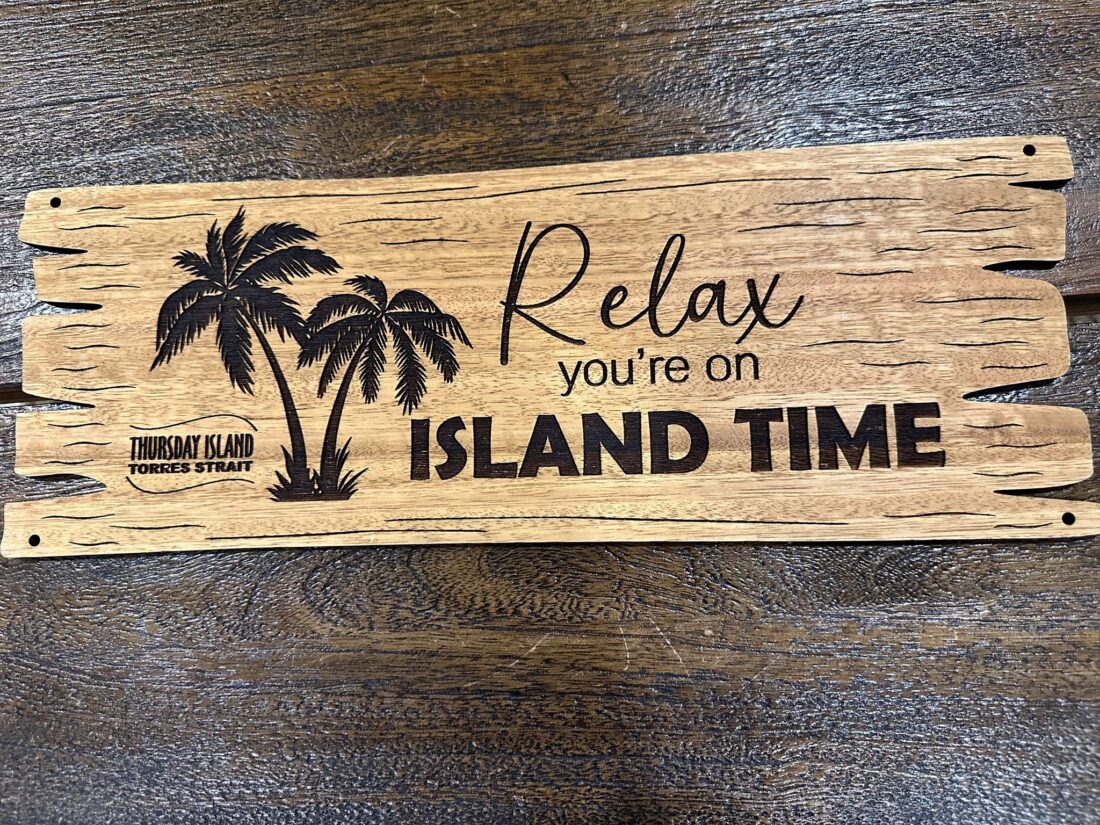 Relax
you're on
ISLAND TIME
THURSDAY ISLAND
TORRES STRAIT